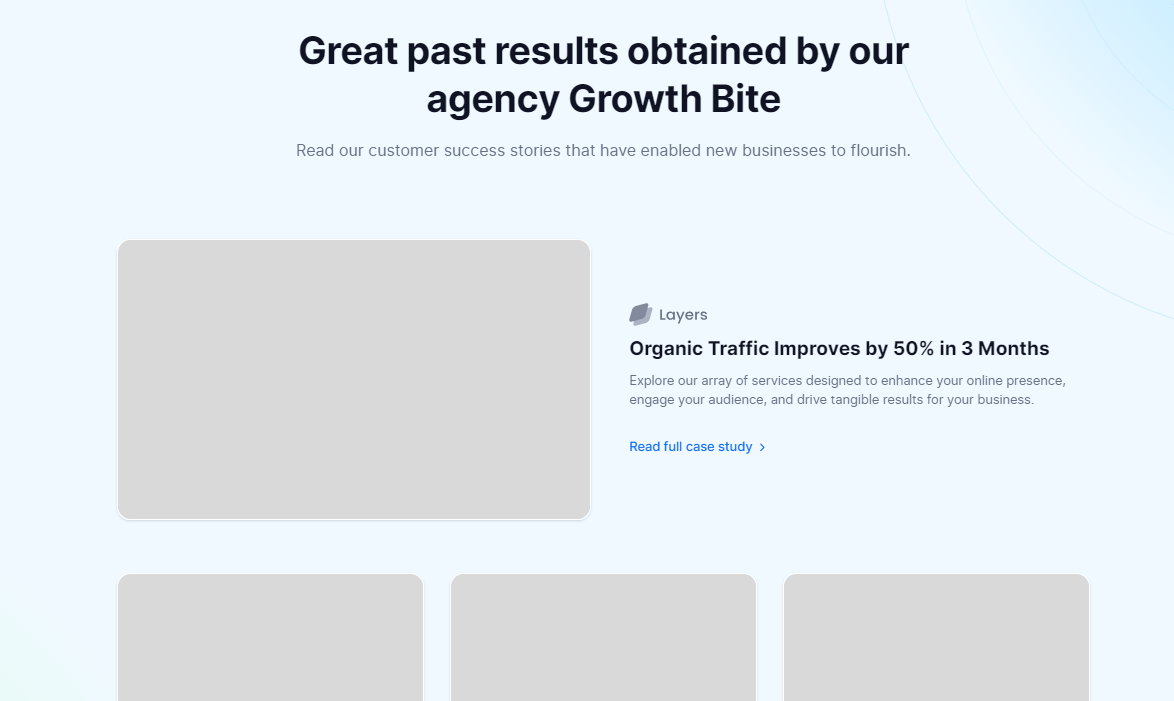 Great past results obtained by our
agency Growth Bite
Read our customer success stories that have enabled new businesses to flourish.
Layers
Organic Traffic Improves by 50% in 3 Months
Explore our array of services designed to enhance your online presence,
engage your audience, and drive tangible results for your business.
Read full case study